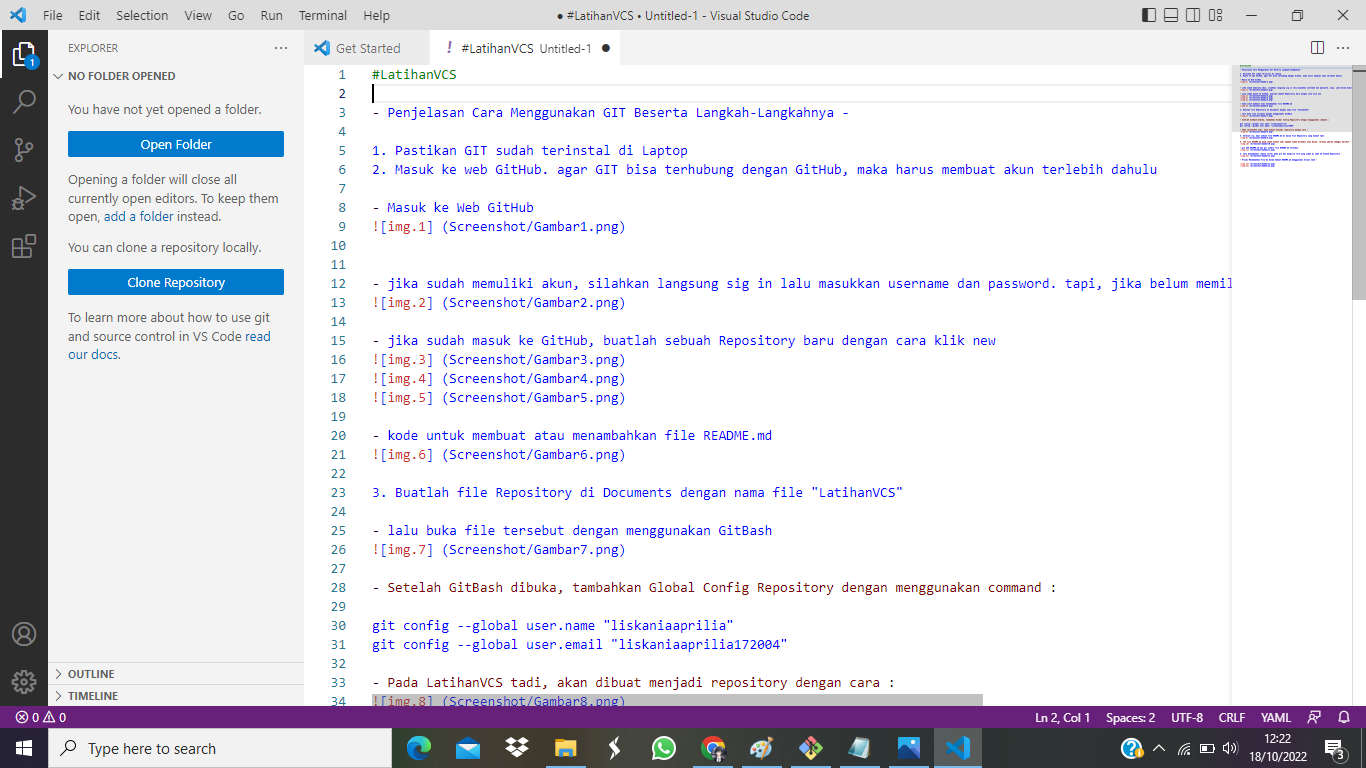 File Edit Selection View Go Run Terminal Help
● #LatihanVCS • Untitled-1 - Visual Studio Code
EXPLORER
Get Started
! #LatihanVCS Untitled-1 ●
NO FOLDER OPENED
You have not yet opened a folder.
Open Folder
Opening a folder will close all
currently open editors. To keep them
open, add a folder instead.
You can clone a repository locally.
Clone Repository
To learn more about how to use git
and source control in VS Code read
our docs.
OUTLINE
TIMELINE
1 #LatihanVCS
2
3 - Penjelasan Cara Menggunakan GIT Beserta Langkah-Langkahnya -
4
5 1. Pastikan GIT sudah terinstal di Laptop
6 2. Masuk ke web GitHub. agar GIT bisa terhubung dengan GitHub, maka harus membuat akun terlebih dahulu
7
8 - Masuk ke Web GitHub
9 ![img.1] (Screenshot/Gambar1.png)
10
11
12 - jika sudah memuliki akun, silahkan langsung sig in lalu masukkan username dan password. tapi, jika belum memil
13 ![img.2] (Screenshot/Gambar2.png)
14
15 - jika sudah masuk ke GitHub, buatlah sebuah Repository baru dengan cara klik new
16 ![img.3] (Screenshot/Gambar3.png)
17 ![img.4] (Screenshot/Gambar4.png)
18 ![img.5] (Screenshot/Gambar5.png)
19
20 - kode untuk membuat atau menambahkan file README.md
21 ![img.6] (Screenshot/Gambar6.png)
22
23 3. Buatlah file Repository di Documents dengan nama file "LatihanVCS"
24
25 - lalu buka file tersebut dengan menggunakan GitBash
26 ![img.7] (Screenshot/Gambar7.png)
27
28 - Setelah GitBash dibuka, tambahkan Global Config Repository dengan menggunakan command :
29
30 git config --global user.name "liskaniaaprilia"
31 git config --global user.email "liskaniaaprilia172004"
32
33 - Pada LatihanVCS tadi, akan dibuat menjadi repository dengan cara :
34 ![img.8] (Screenshot/Gambar8.png)
1
0 0
Ln 2, Col 1 Spaces: 2 UTF-8 CRLF YAML
Type here to search
12:22
18/10/2022
3